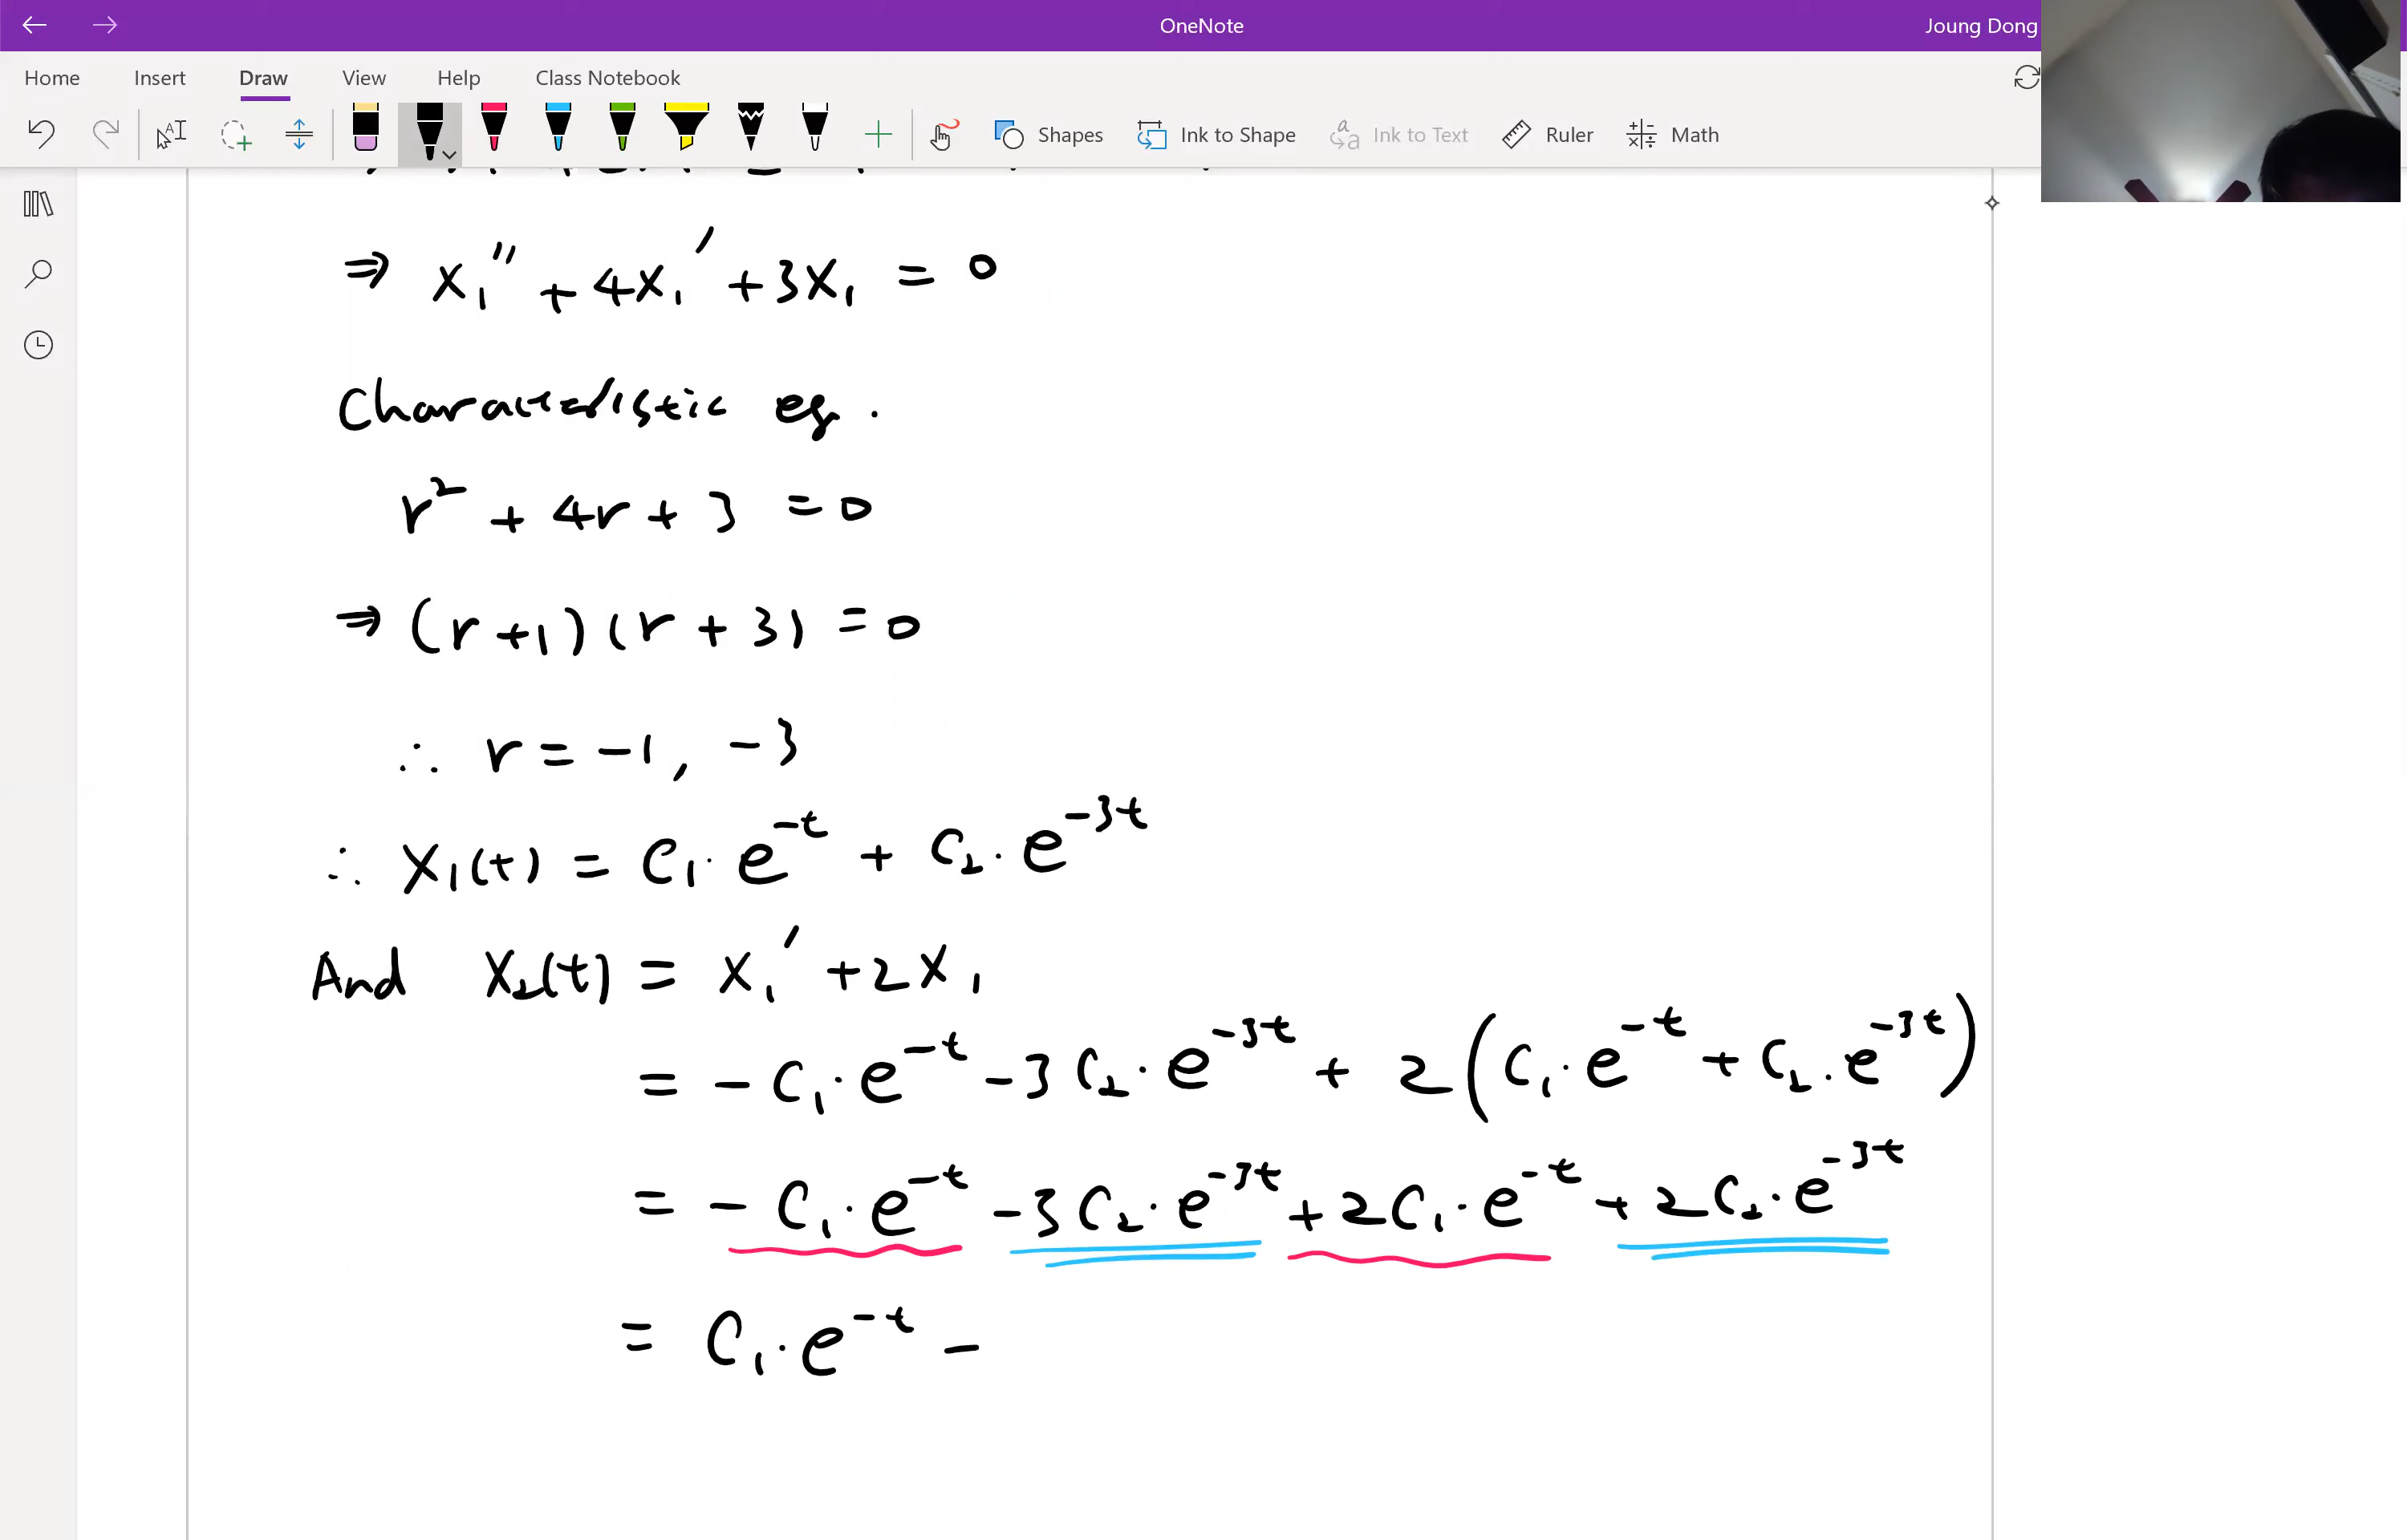 OneNote
Joung Dong
Home Insert Draw View Help Class Notebook
Shapes Ink to Shape Ink to Text Ruler Math
⇒ x₁'' + 4x₁' + 3x₁ = 0
Characteristic eq.
r² + 4r + 3 = 0
⇒ (r+1)(r+3) = 0
∴ r = -1, -3
∴ x₁(t) = C₁·e^{-t} + C₂·e^{-3t}
And x₂(t) = x₁' + 2x₁
= -C₁·e^{-t} - 3C₂·e^{-3t} + 2(C₁·e^{-t} + C₂·e^{-3t})
= -C₁·e^{-t} - 3C₂·e^{-3t} + 2C₁·e^{-t} + 2C₂·e^{-3t}
= C₁·e^{-t} -